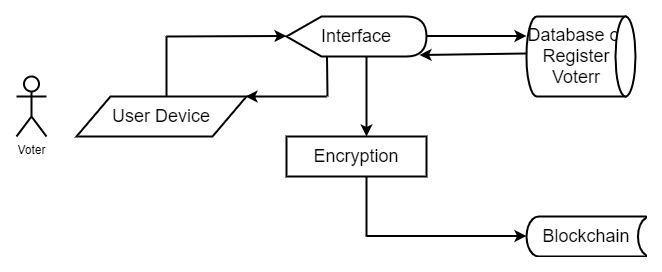 Interface
Database o
Register
Voterr
User Device
Voter
Encryption
Blockchain